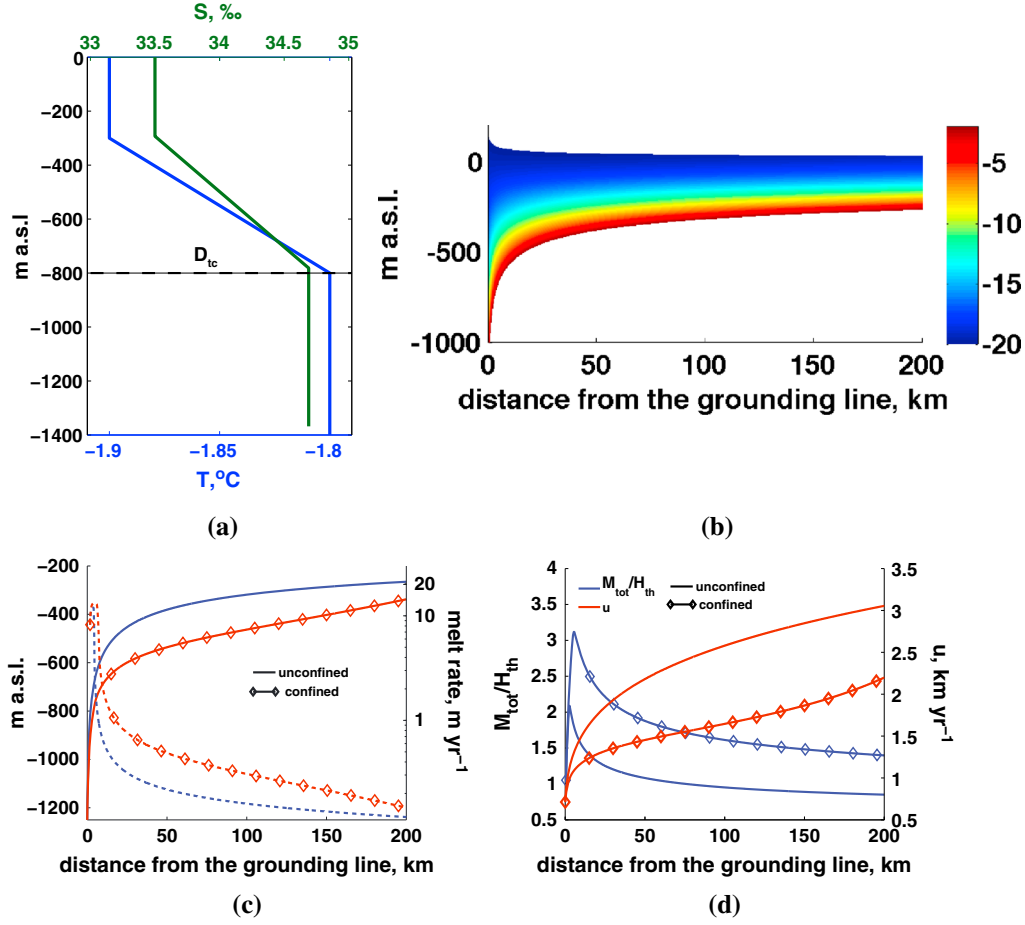 S, ‰
33 33.5 34 34.5 35
0
−200
−400
−600
−800
−1000
−1200
−1400
m a.s.l
D_tc
−1.9 −1.85 −1.8
T,°C
(a)
0
-500
-1000
m a.s.l.
0 50 100 150 200
distance from the grounding line, km
-5
-10
-15
-20
(b)
−200
−400
−600
−800
−1000
−1200
m a.s.l.
20
10
1
melt rate, m yr⁻¹
unconfined
confined
0 50 100 150 200
distance from the grounding line, km
(c)
4
3.5
3
2.5
2
1.5
1
0.5
M_tot/H_th
M_tot/H_th
u
unconfined
confined
3.5
3
2.5
2
1.5
1
0.5
u, km yr⁻¹
0 50 100 150 200
distance from the grounding line, km
(d)